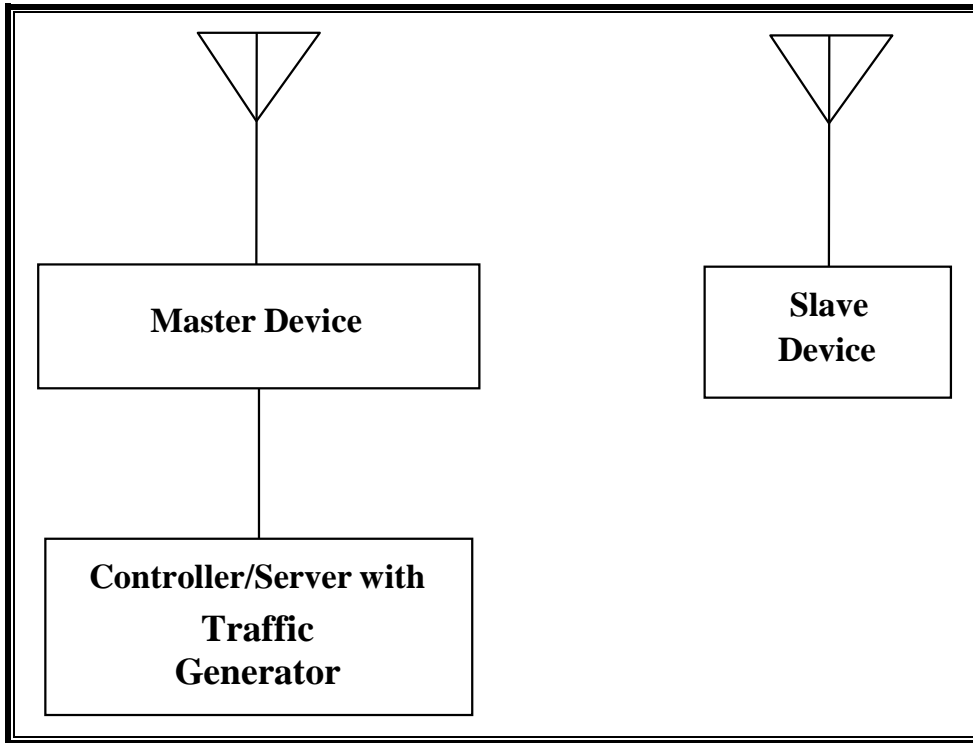 Master Device
Slave
Device
Controller/Server with
Traffic
Generator